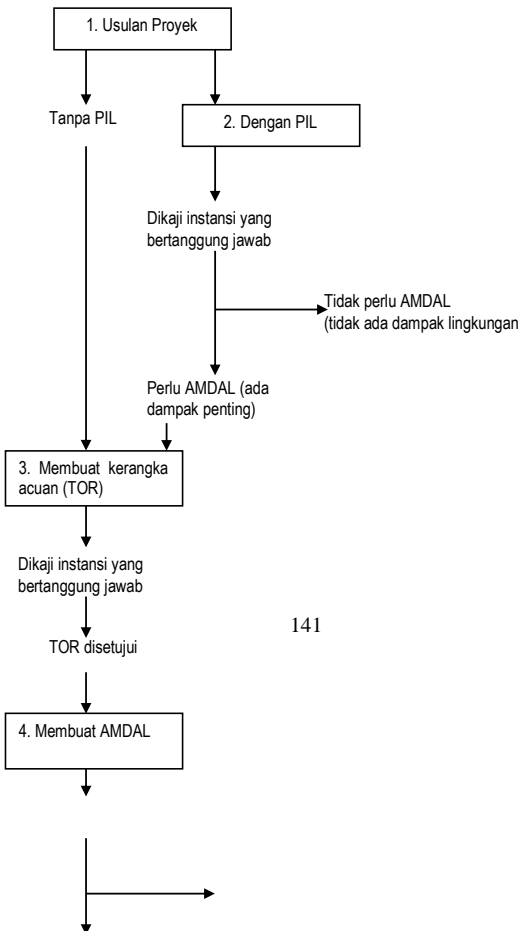 1. Usulan Proyek
Tanpa PIL
2. Dengan PIL
Dikaji instansi yang
bertanggung jawab
Tidak perlu AMDAL
(tidak ada dampak lingkungan
Perlu AMDAL (ada
dampak penting)
3. Membuat kerangka
acuan (TOR)
Dikaji instansi yang
bertanggung jawab
141
TOR disetujui
4. Membuat AMDAL